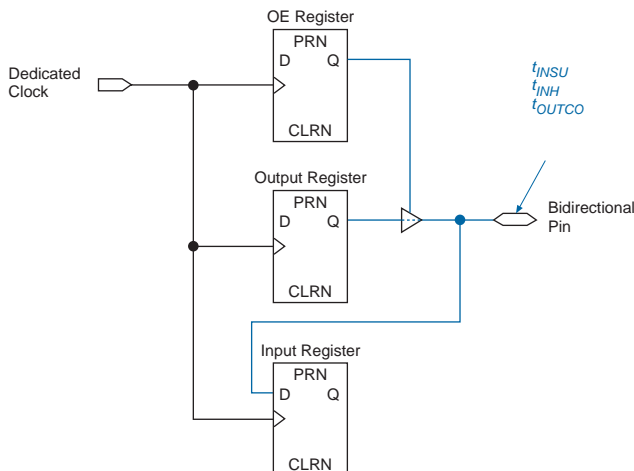 OE Register
PRN
D Q
CLRN
Dedicated
Clock
t_INSU
t_INH
t_OUTCO
Output Register
PRN
D Q
CLRN
Bidirectional
Pin
Input Register
PRN
D Q
CLRN